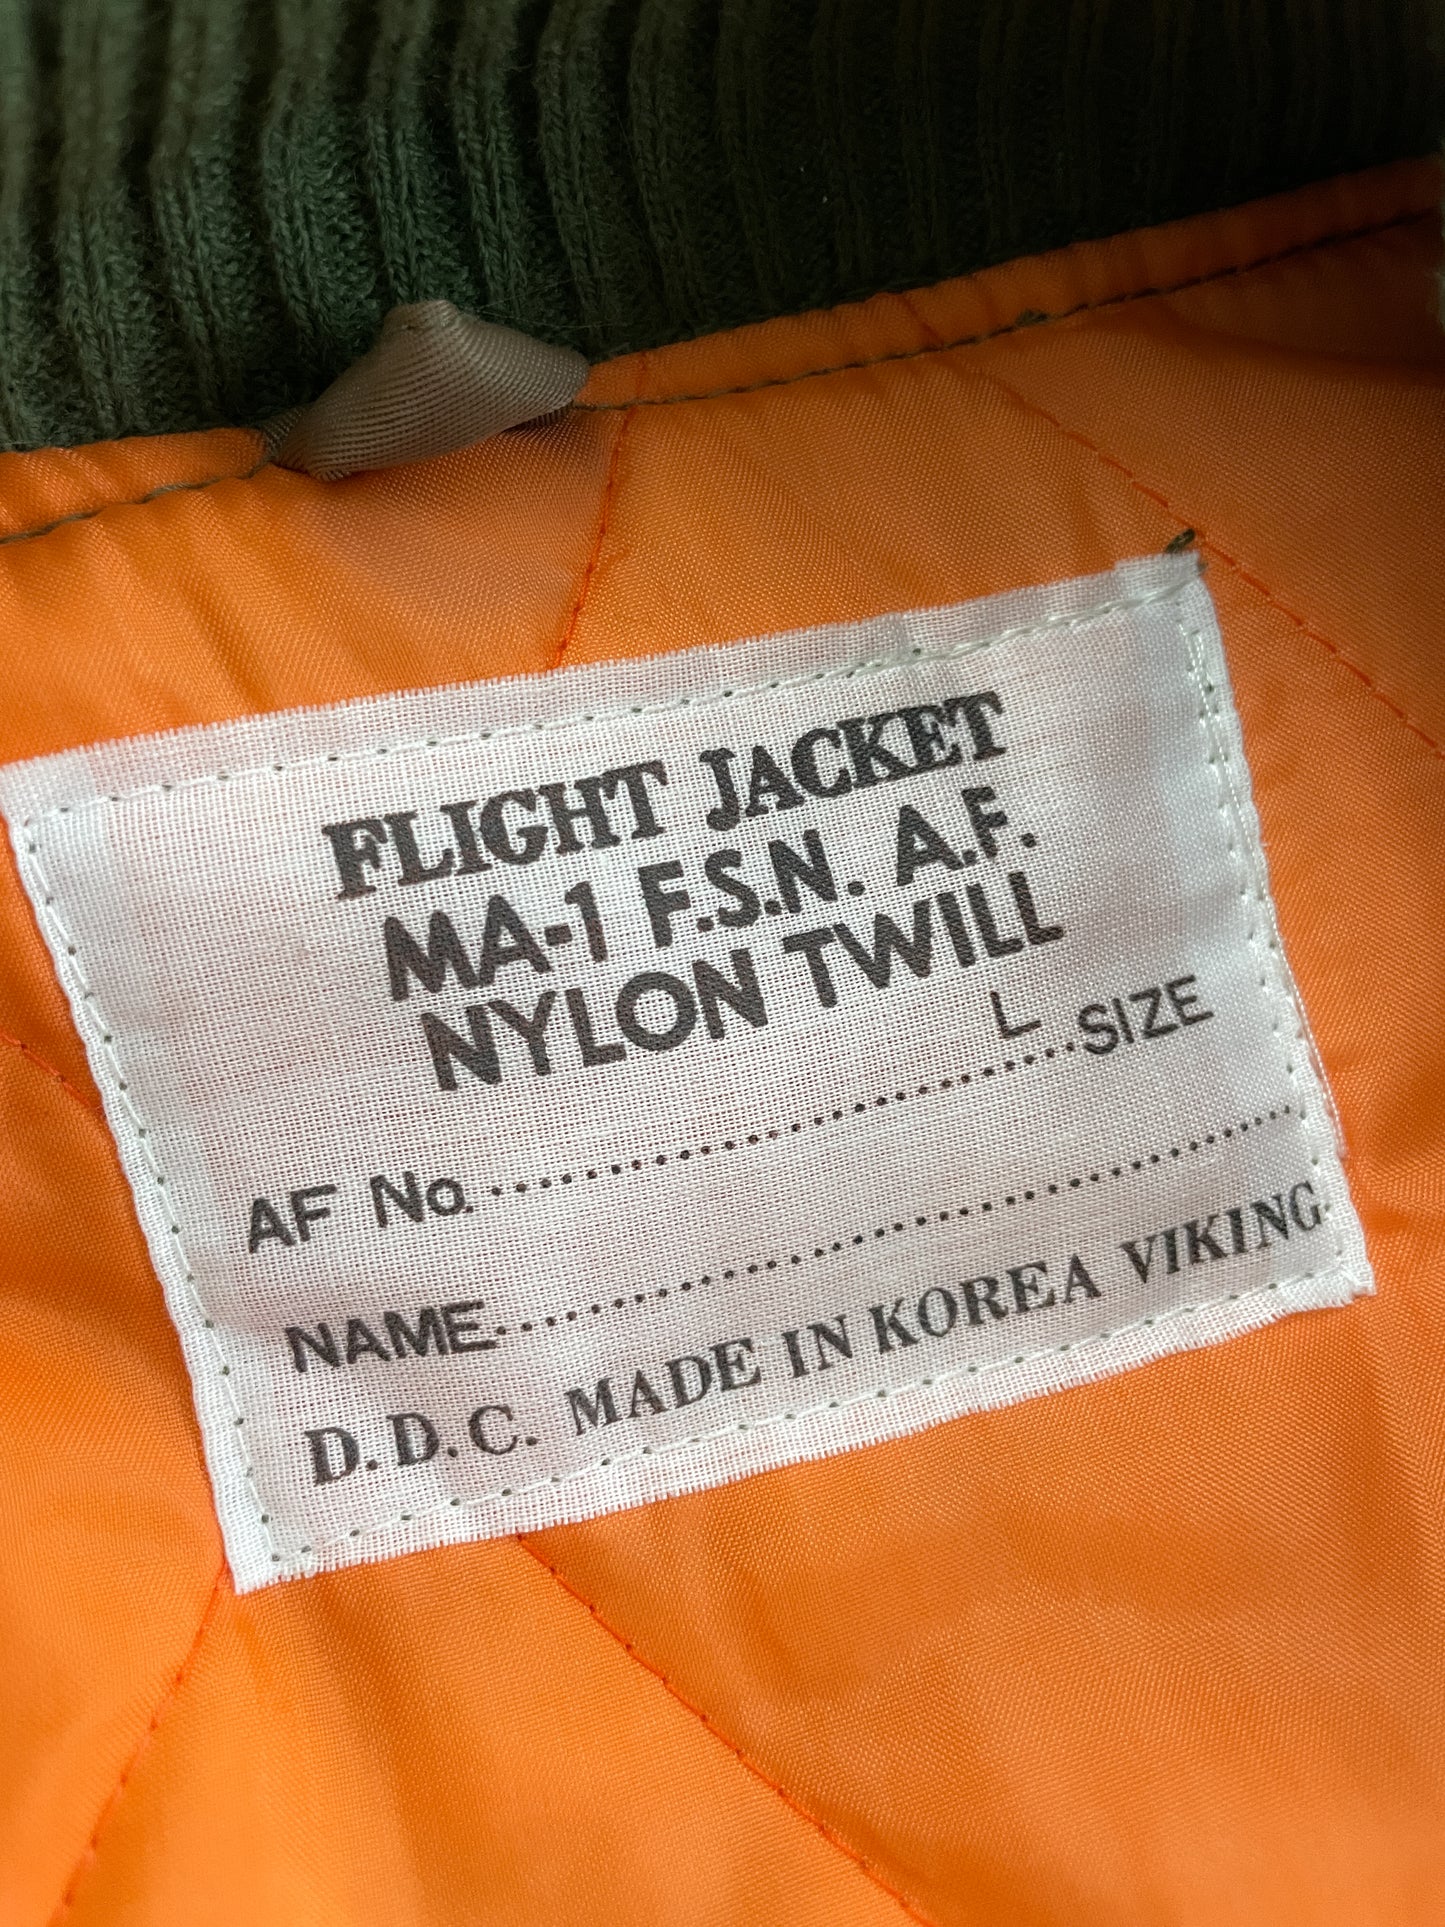 FLIGHT JACKET
MA-1 F.S.N. A.F.
NYLON TWILL
AF No. .............................. L SIZE
NAME........................................
D.D.C. MADE IN KOREA VIKING.